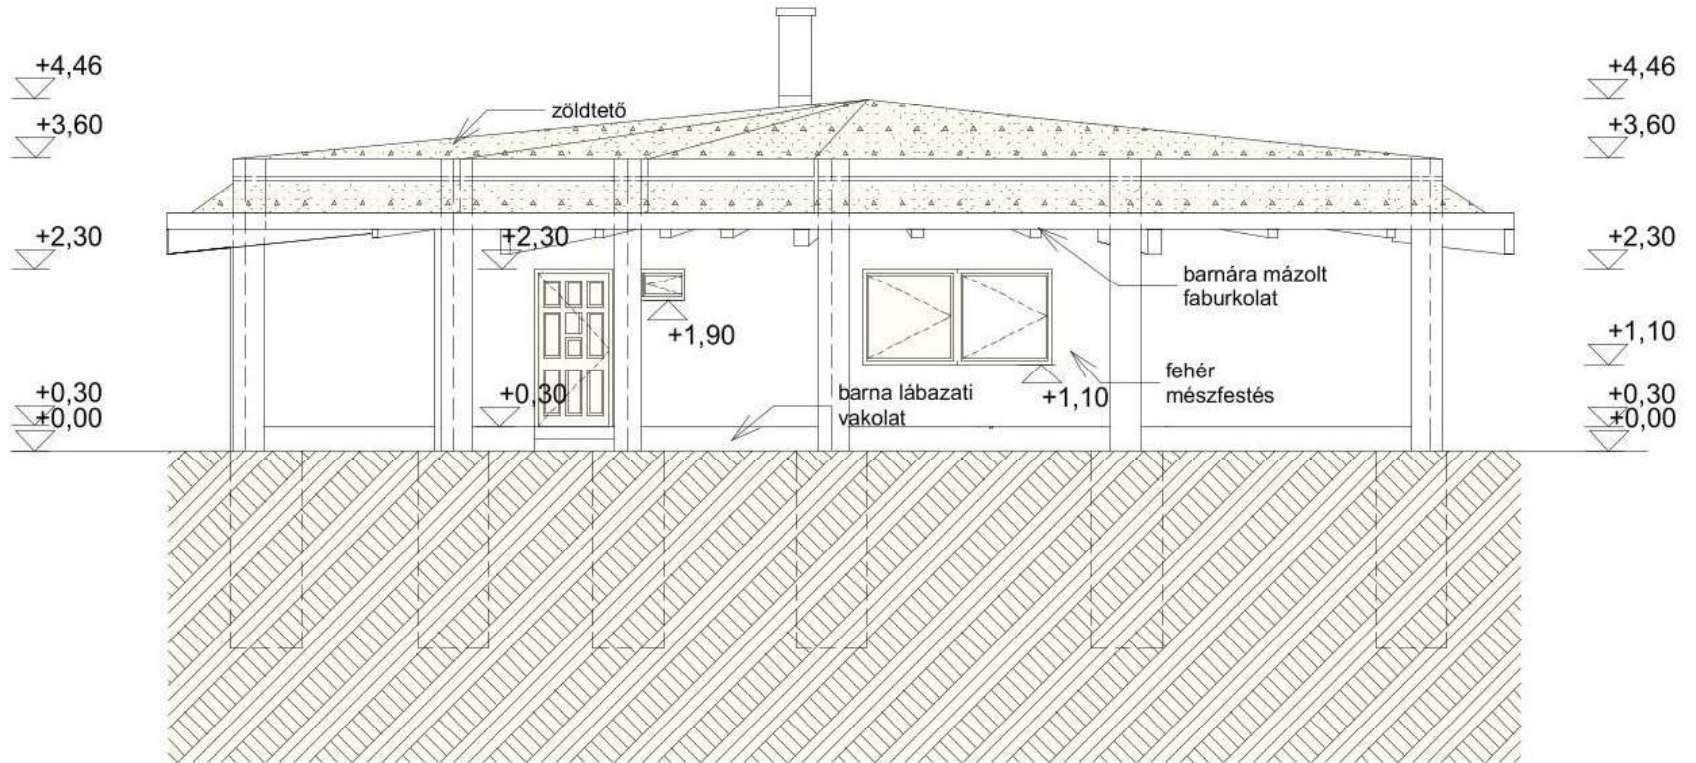 +4,46
+4,46
zöldtető
+3,60
+3,60
+2,30
+2,30
+2,30
barnára mázolt
faburkolat
+1,90
+1,10
fehér
mészfestés
+0,30
+0,30
barna lábazati
vakolat
+1,10
+0,30
+0,00
+0,00